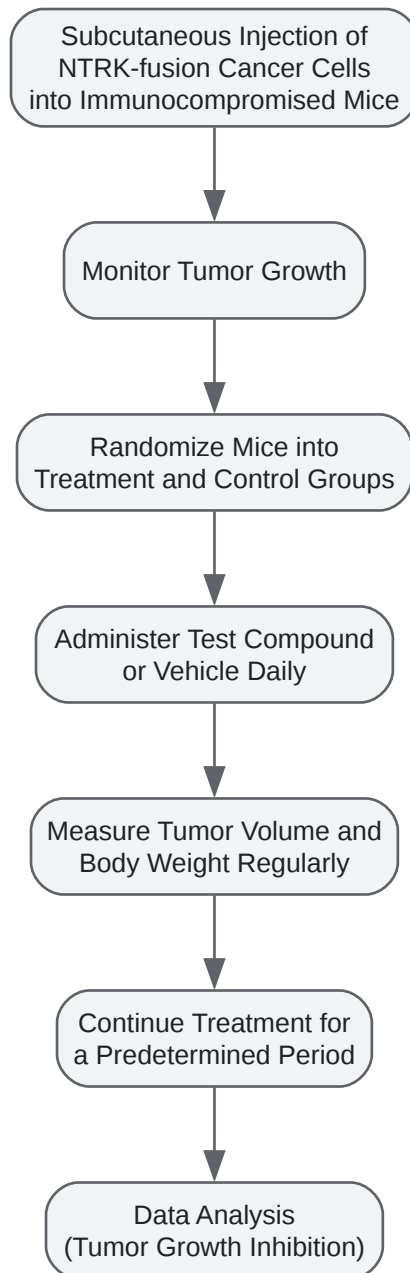 Subcutaneous Injection of
NTRK-fusion Cancer Cells
into Immunocompromised Mice
Monitor Tumor Growth
Randomize Mice into
Treatment and Control Groups
Administer Test Compound
or Vehicle Daily
Measure Tumor Volume and
Body Weight Regularly
Continue Treatment for
a Predetermined Period
Data Analysis
(Tumor Growth Inhibition)